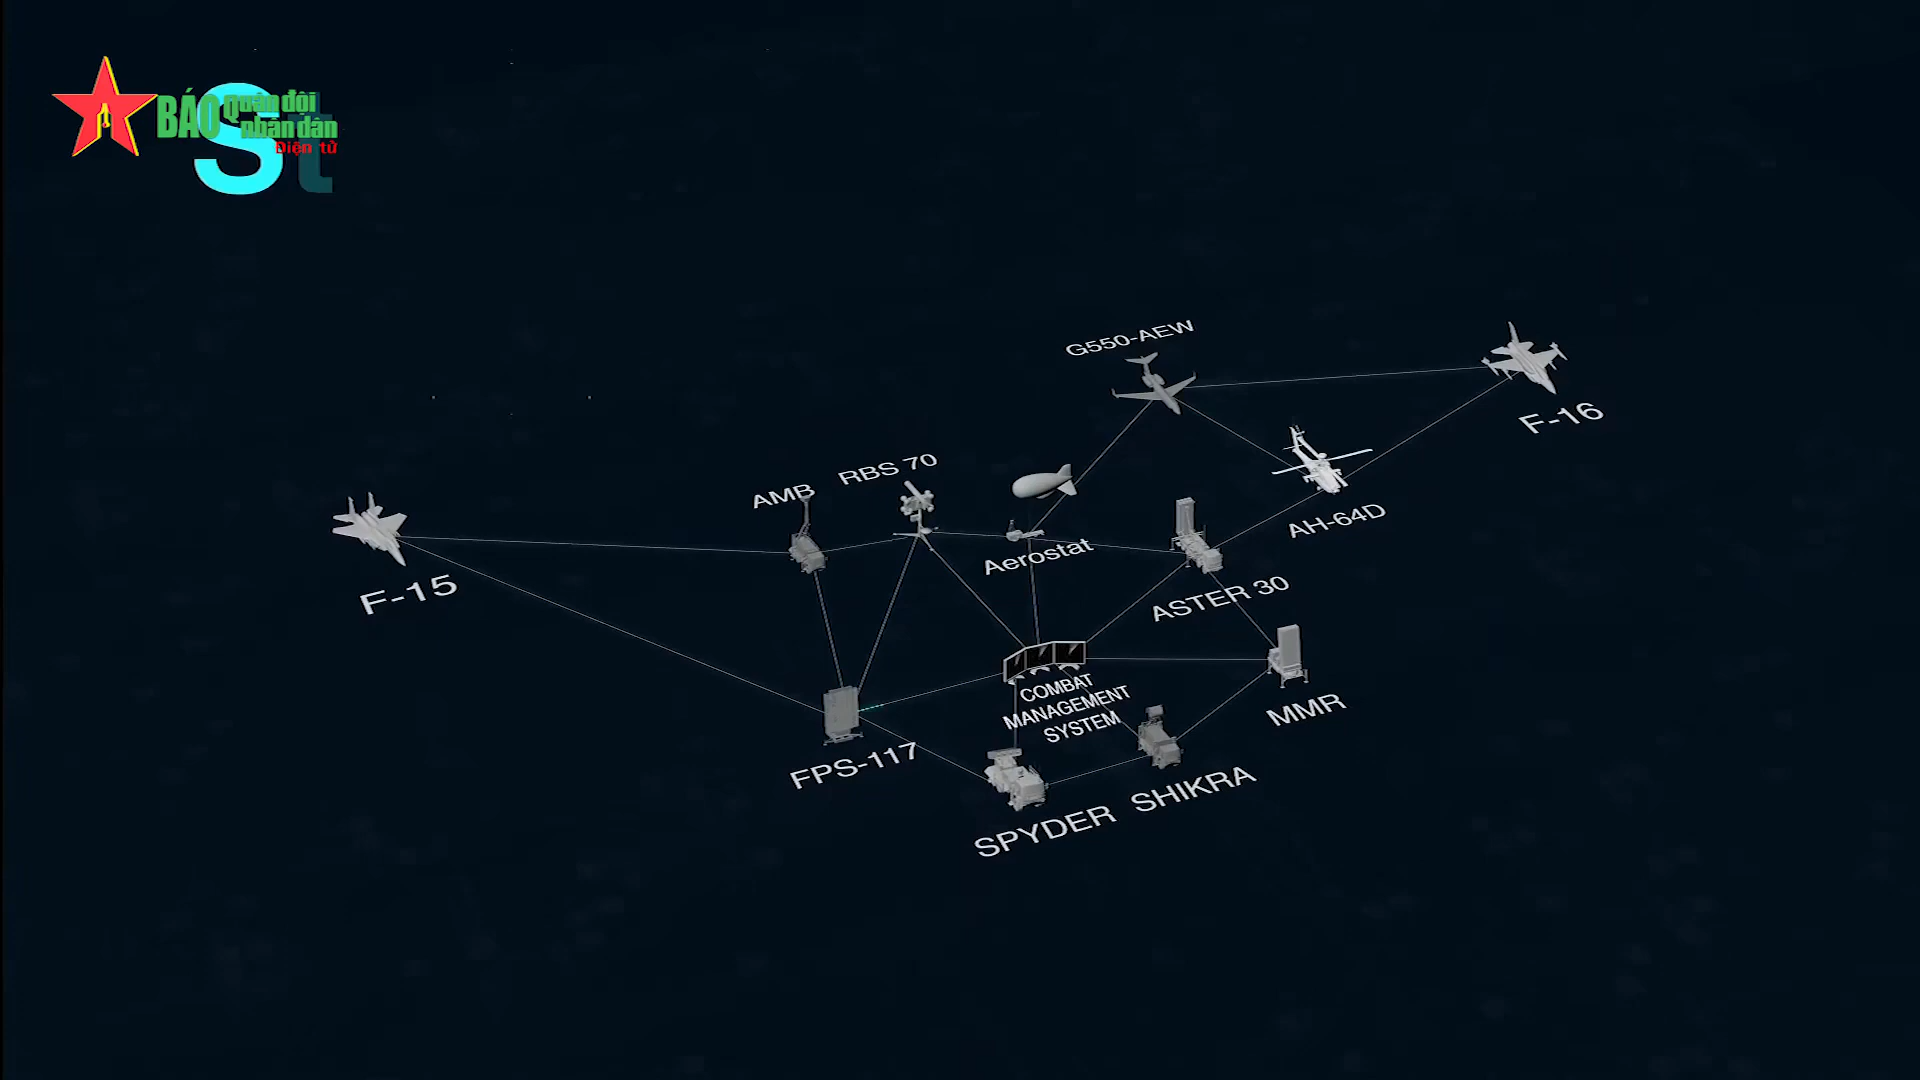 BÁO Quân đội
nhân dân
Điện tử
St
G550-AEW
F-16
RBS 70
AMB
AH-64D
Aerostat
F-15
ASTER 30
COMBAT
MANAGEMENT
SYSTEM
MMR
FPS-117
SPYDER
SHIKRA